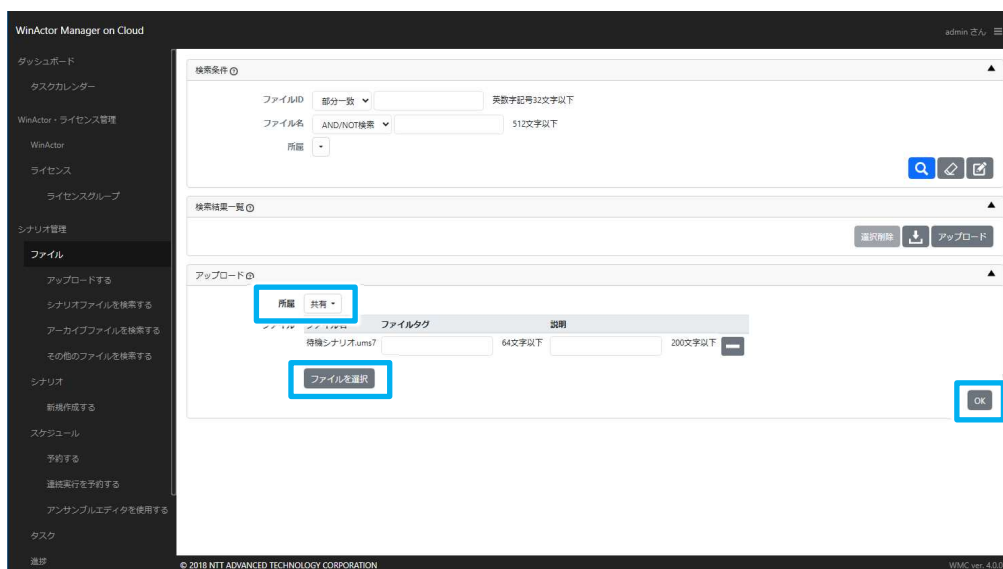 WinActor Manager on Cloud
admin さん
ダッシュボード
タスクカレンダー
WinActor・ライセンス管理
WinActor
ライセンス
ライセンスグループ
シナリオ管理
ファイル
アップロードする
シナリオファイルを検索する
アーカイブファイルを検索する
その他のファイルを検索する
シナリオ
新規作成する
スケジュール
予約する
連続実行を予約する
アンサンブルエディタを使用する
タスク
進捗
検索条件
ファイルID 部分一致 英数字記号32文字以下
ファイル名 AND/NOT検索 512文字以下
所属
検索結果一覧
選択削除 アップロード
アップロード
所属 共有
ファイル ファイル名 ファイルタグ 説明
待機シナリオ.ums7 64文字以下 200文字以下
ファイルを選択
OK
© 2018 NTT ADVANCED TECHNOLOGY CORPORATION
WMC ver. 4.0.0